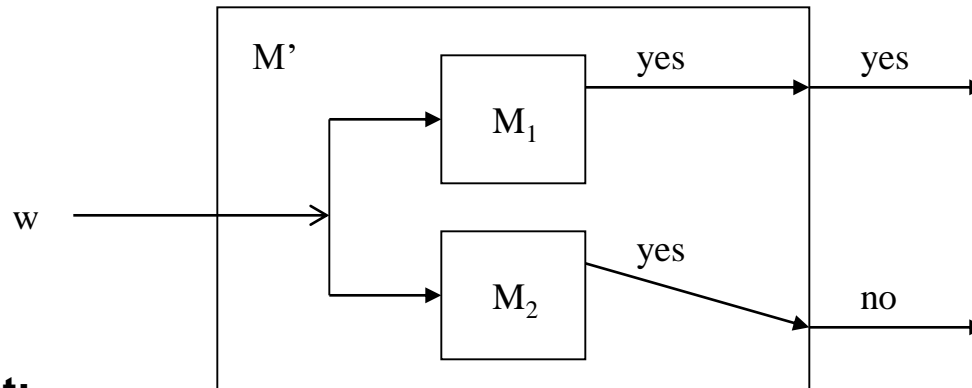 M’
yes
yes
M₁
w
yes
M₂
no
t: